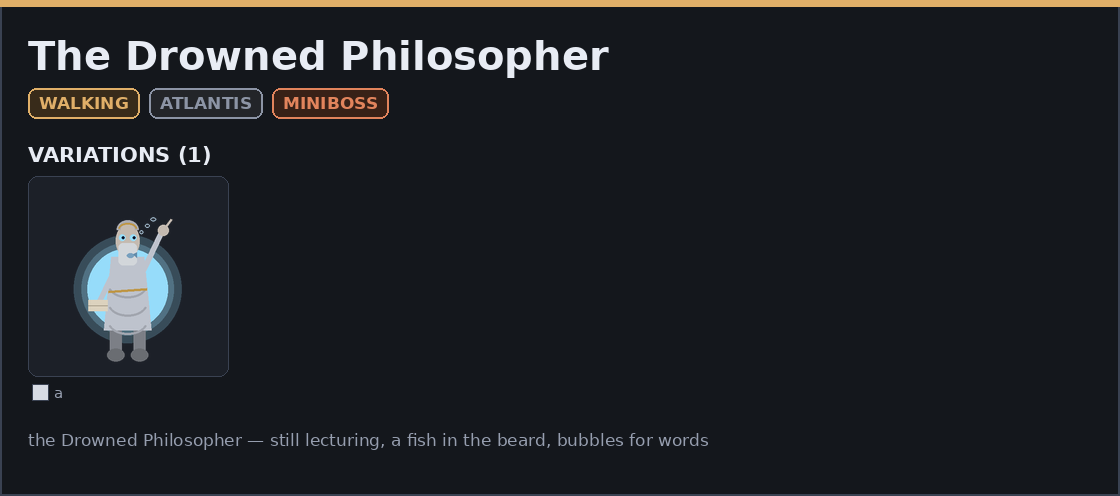 The Drowned Philosopher
WALKING ATLANTIS MINIBOSS
VARIATIONS (1)
a
the Drowned Philosopher — still lecturing, a fish in the beard, bubbles for words